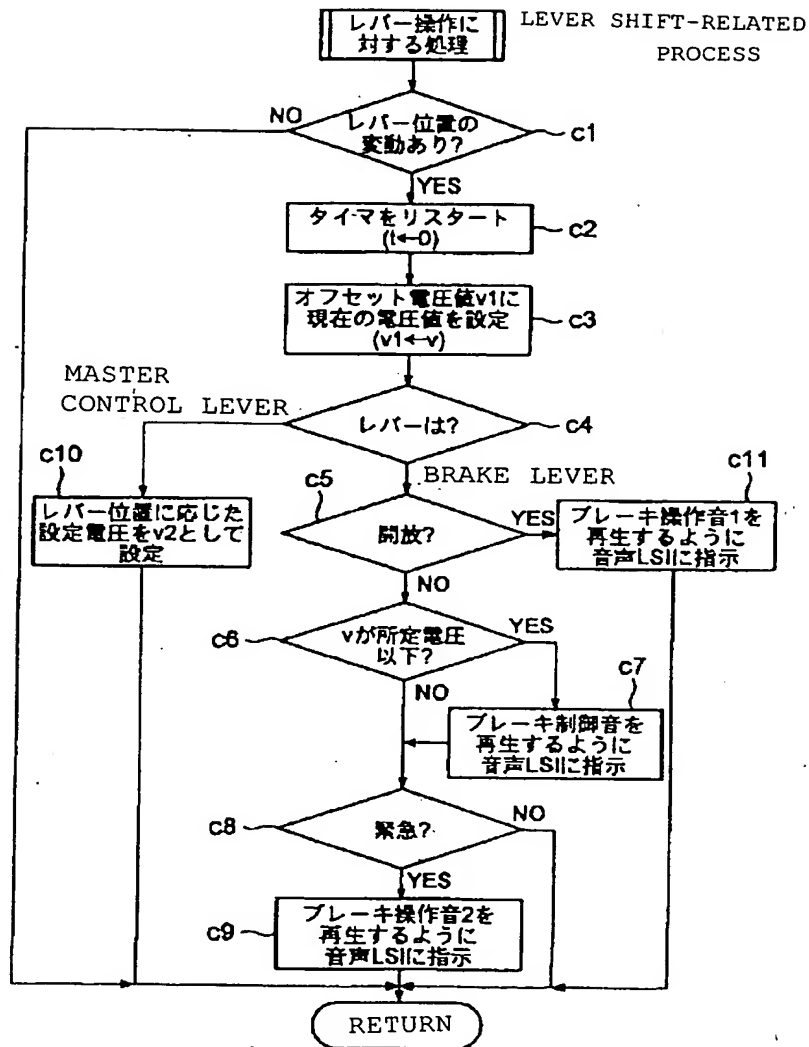 レバー操作に
対する処理
LEVER SHIFT-RELATED
PROCESS
NO
レバー位置の
変動あり?
c1
YES
タイマをリスタート
(t←0)
c2
オフセット電圧値v1に
現在の電圧値を設定
(v1←v)
c3
MASTER
CONTROL LEVER
レバーは?
c4
BRAKE LEVER
c10
レバー位置に応じた
設定電圧をv2として
設定
c5
開放?
YES
c11
ブレーキ操作音1を
再生するように
音声LSIに指示
NO
c6
vが所定電圧
以下?
YES
NO
c7
ブレーキ制御音を
再生するように
音声LSIに指示
c8
緊急?
NO
YES
c9
ブレーキ操作音2を
再生するように
音声LSIに指示
RETURN